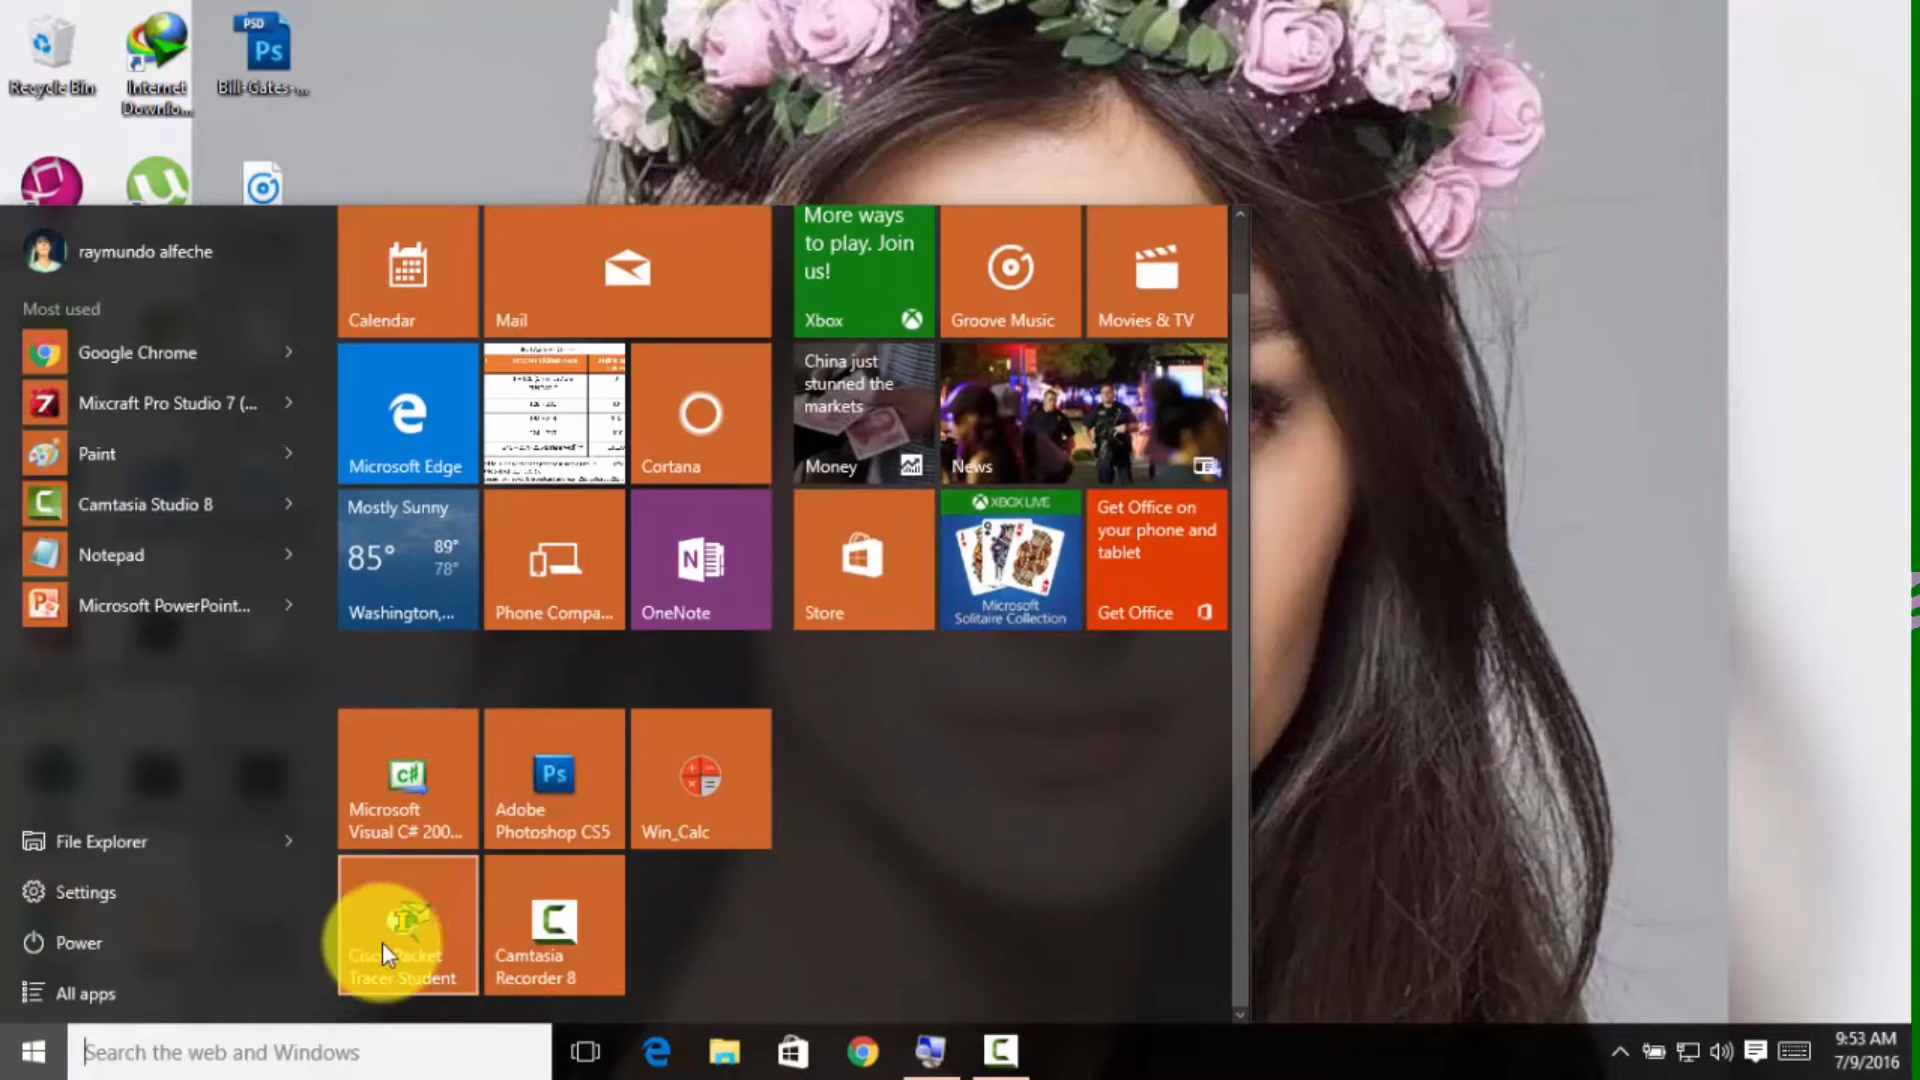 PSD
Ps
Recycle Bin
Internet
Downlo...
Bill-Gates-...
raymundo alfeche
Most used
Google Chrome
Mixcraft Pro Studio 7 (...
Paint
Camtasia Studio 8
Notepad
Microsoft PowerPoint...
File Explorer
Settings
Power
All apps
Calendar
Mail
More ways
to play. Join
us!
Xbox
Groove Music
Movies & TV
Microsoft Edge
Cortana
China just
stunned the
markets
Money
News
Mostly Sunny
85°
89°
78°
Washington,...
Phone Compa...
OneNote
Store
XBOX LIVE
Microsoft
Solitaire Collection
Get Office on
your phone and
tablet
Get Office
C#
Microsoft
Visual C# 200...
Ps
Adobe
Photoshop CS5
Win_Calc
Cisco Packet
Tracer Student
Camtasia
Recorder 8
Search the web and Windows
9:53 AM
7/9/2016